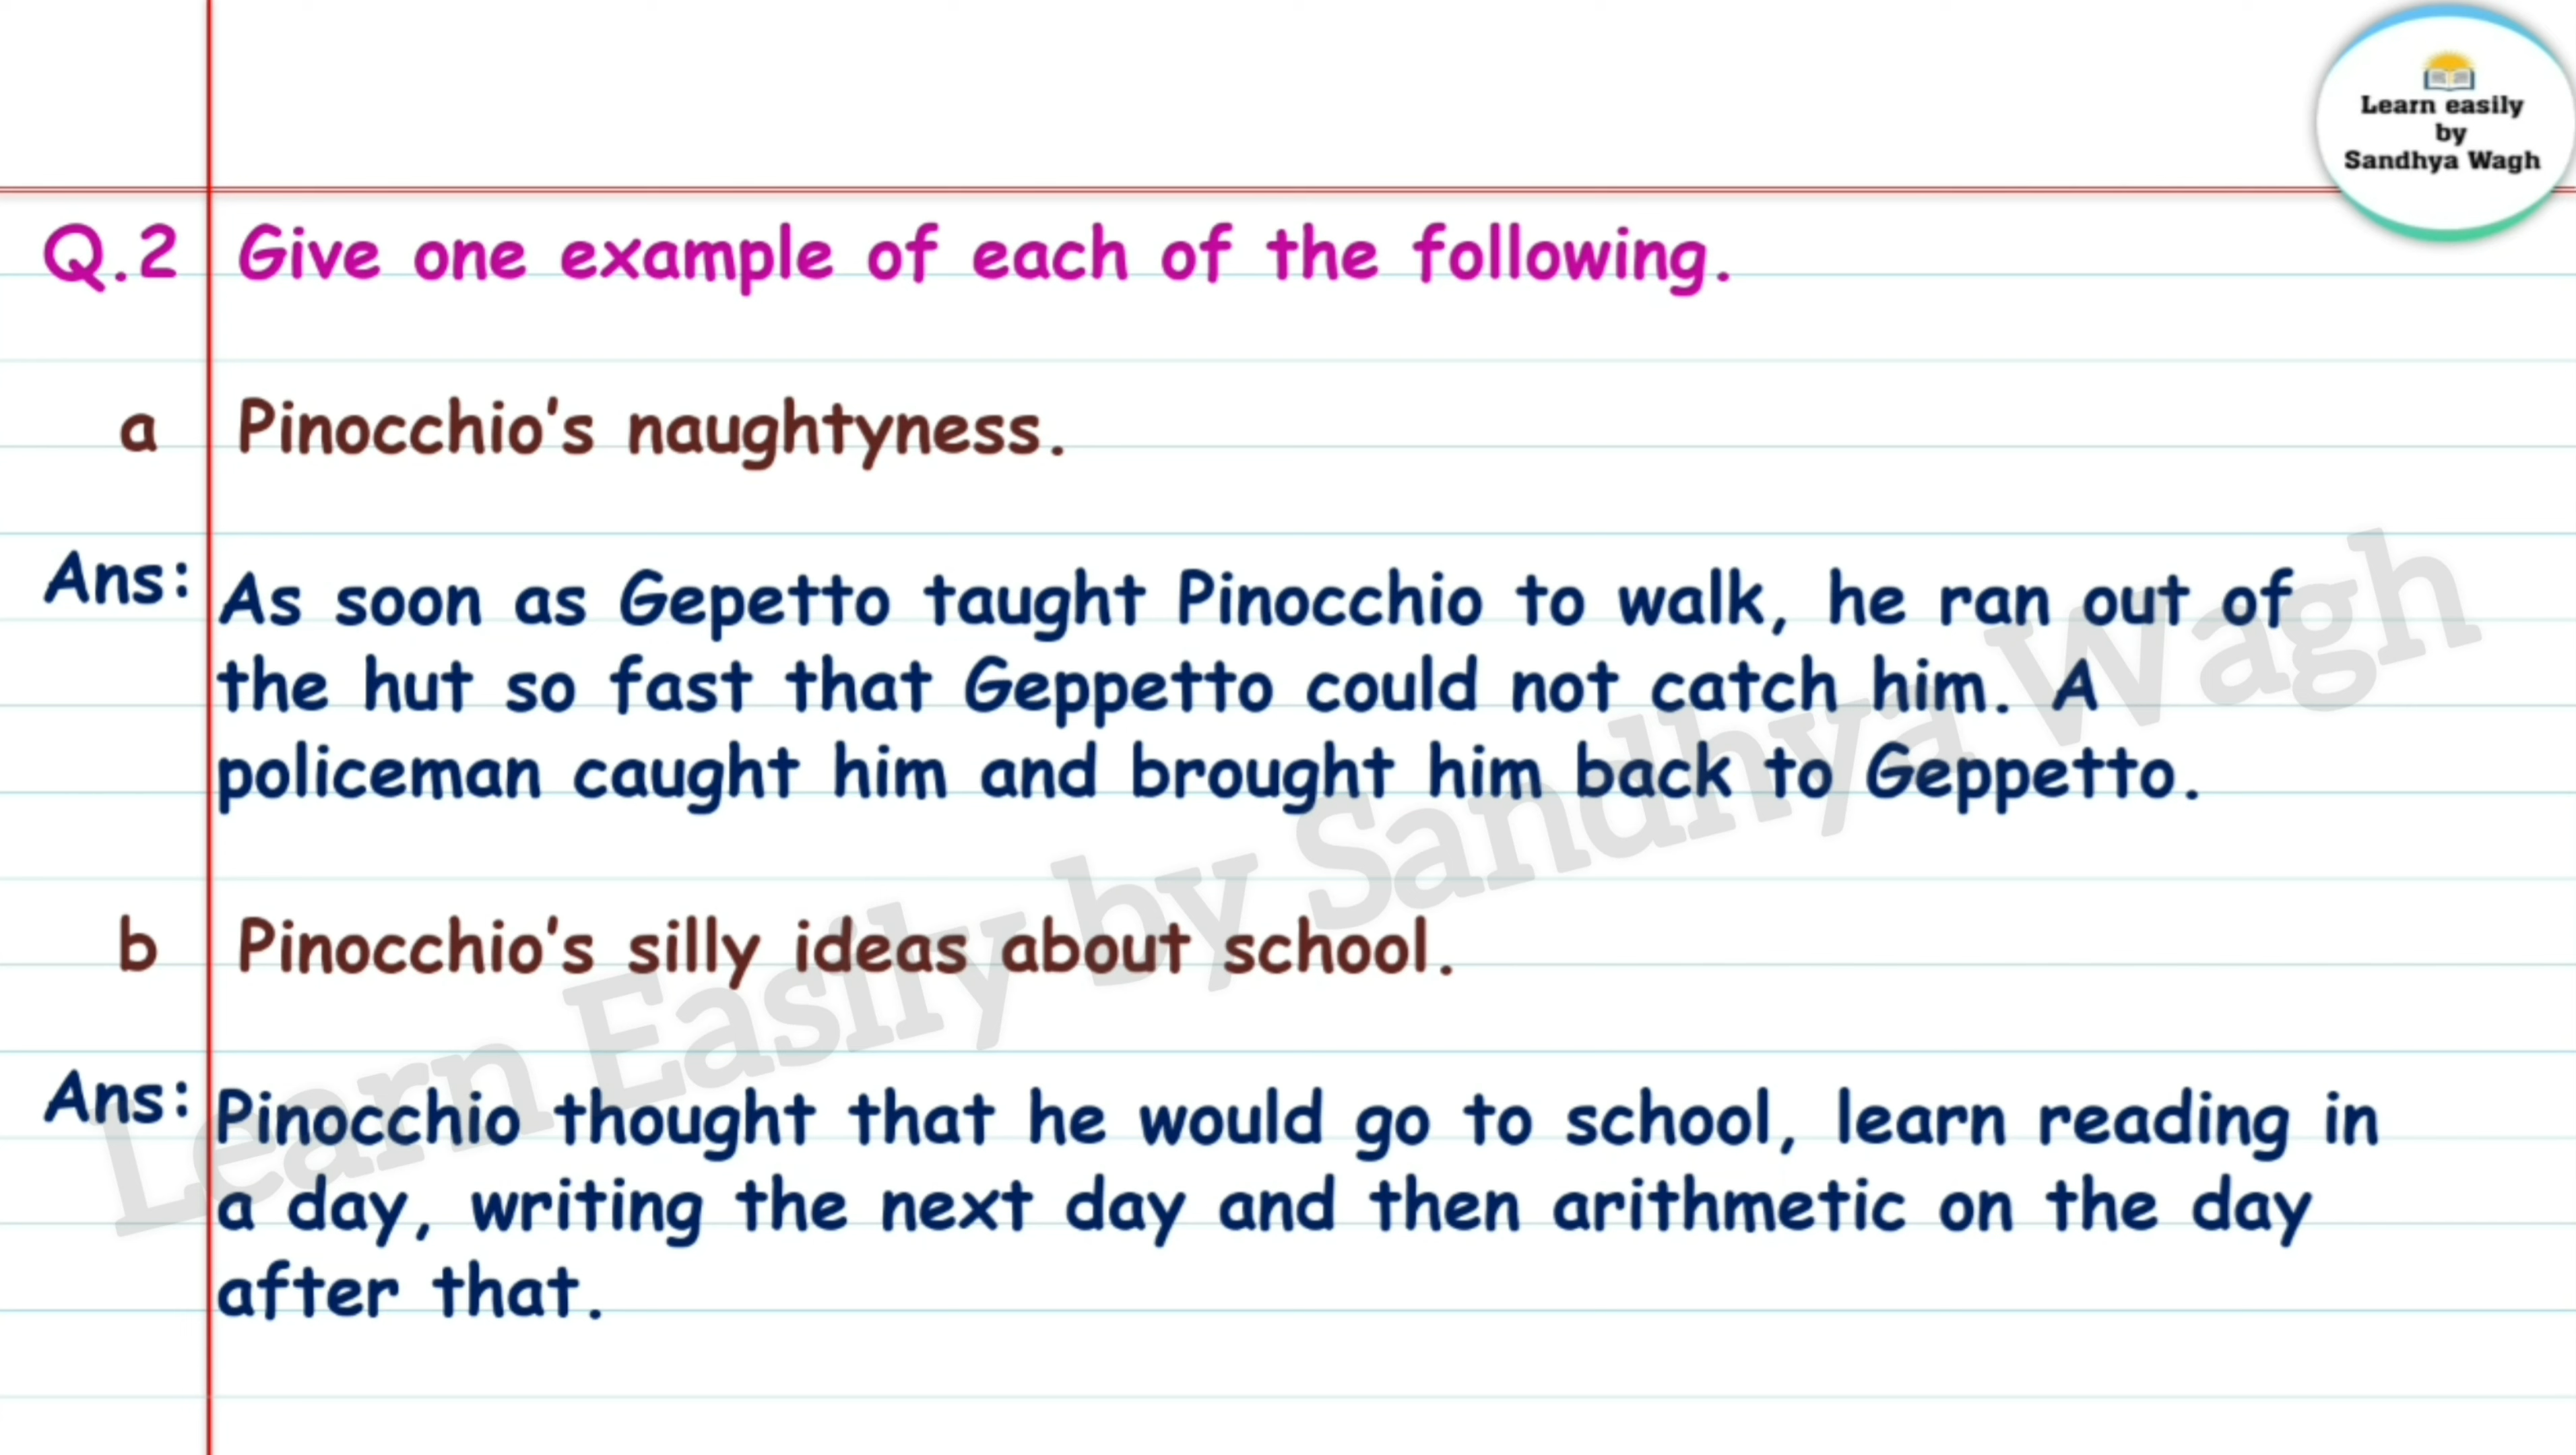 Learn easily
by
Sandhya Wagh
Q.2 Give one example of each of the following.
a Pinocchio's naughtyness.
Ans: As soon as Gepetto taught Pinocchio to walk, he ran out of
the hut so fast that Geppetto could not catch him. A
policeman caught him and brought him back to Geppetto.
b Pinocchio's silly ideas about school.
Ans: Pinocchio thought that he would go to school, learn reading in
a day, writing the next day and then arithmetic on the day
after that.
Learn Easily by Sandhya Wagh